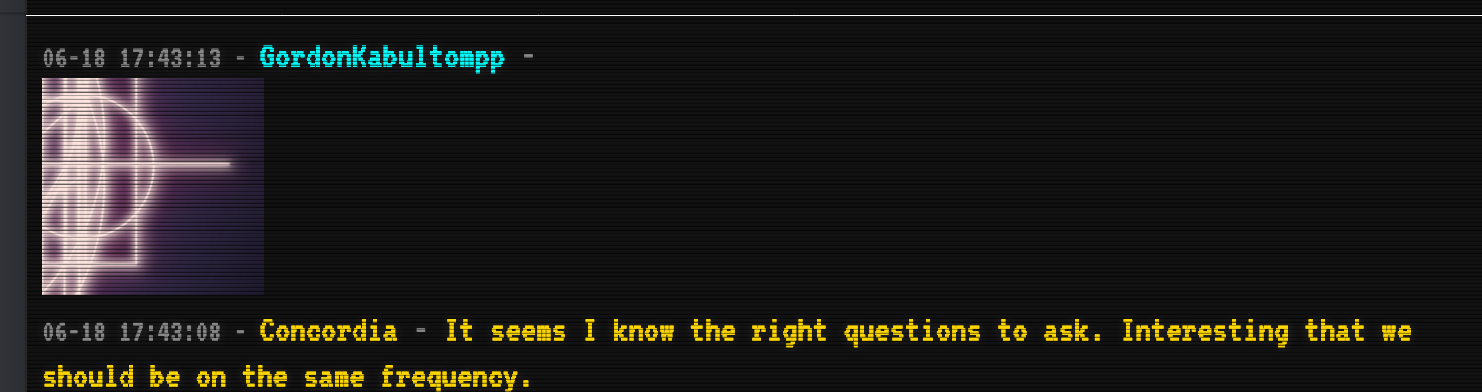 06-18 17:43:13 - GordonKabultompp -
06-18 17:43:08 - Concordia - It seems I know the right questions to ask. Interesting that we
should be on the same frequency.